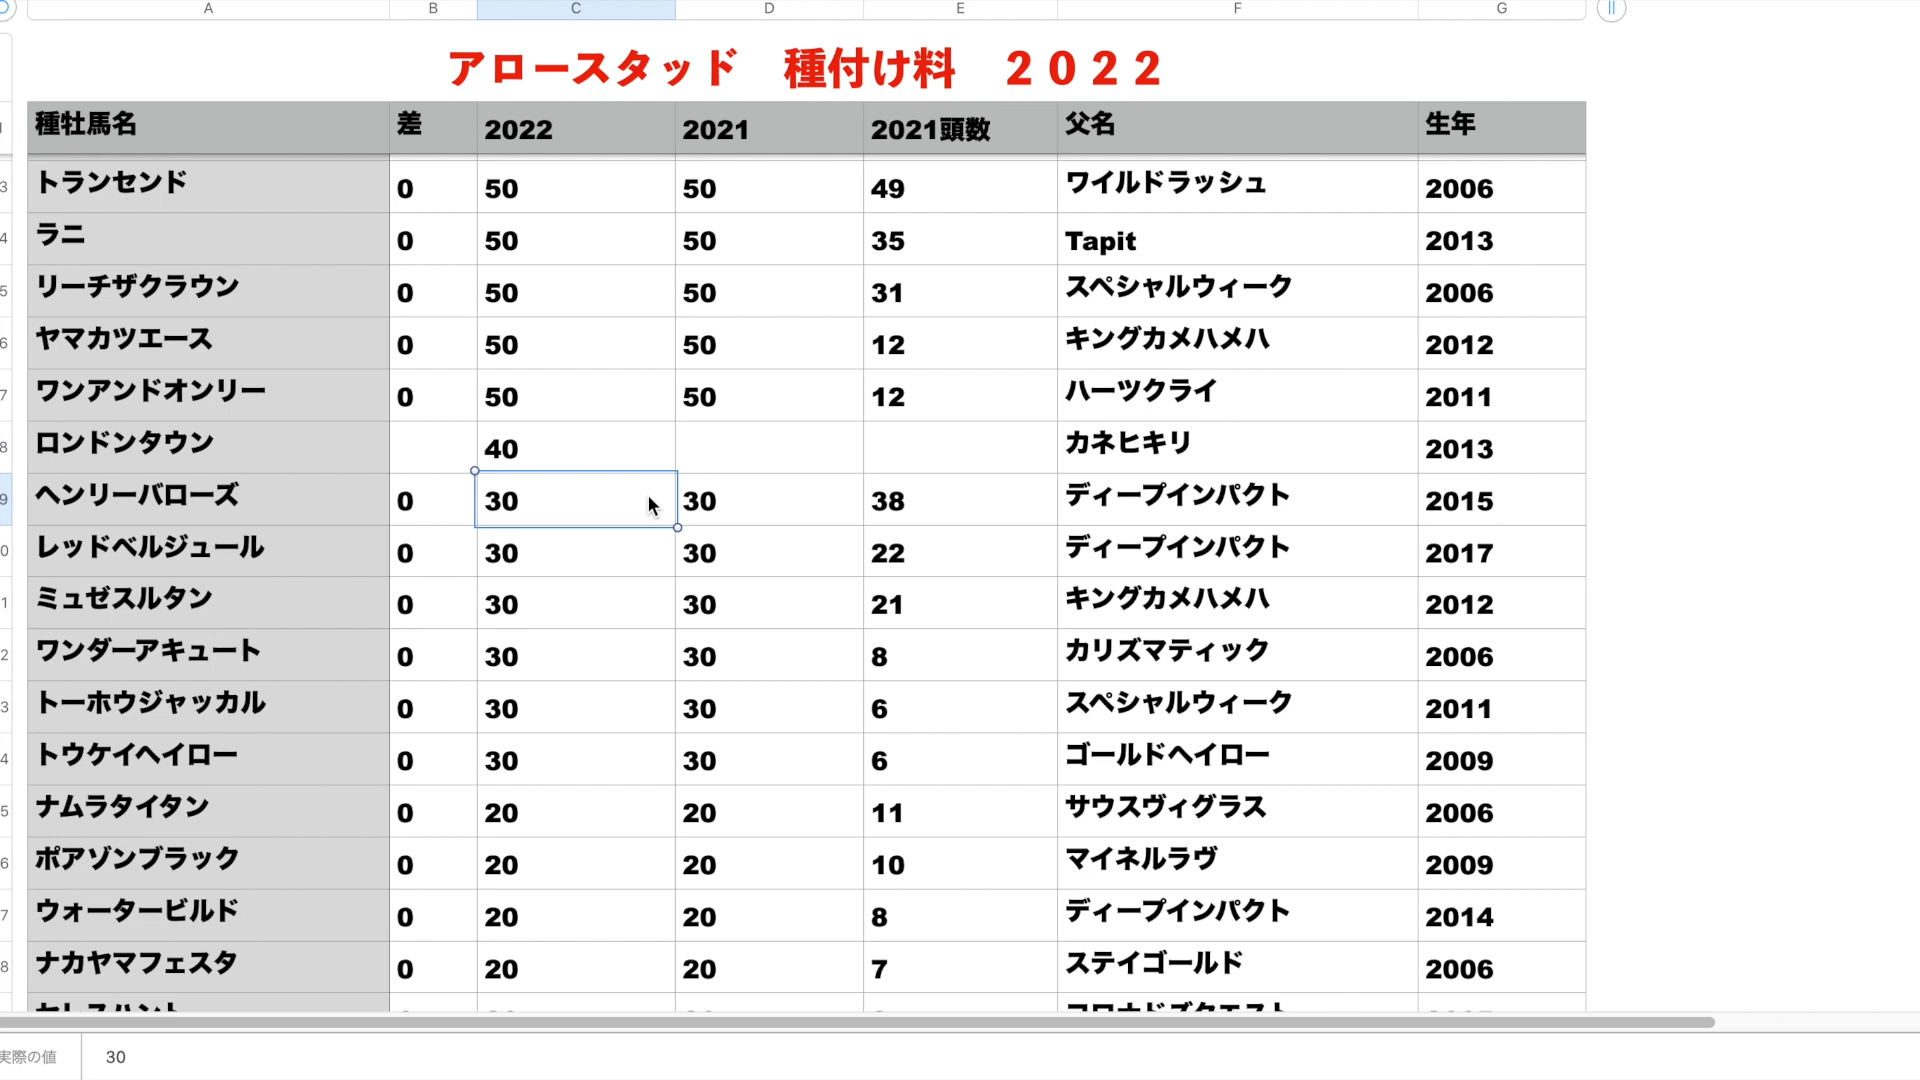 A B C D E F G
アロースタッド　種付け料　２０２２
種牡馬名 差 2022 2021 2021頭数 父名 生年
3 トランセンド 0 50 50 49 ワイルドラッシュ 2006
4 ラニ 0 50 50 35 Tapit 2013
5 リーチザクラウン 0 50 50 31 スペシャルウィーク 2006
6 ヤマカツエース 0 50 50 12 キングカメハメハ 2012
7 ワンアンドオンリー 0 50 50 12 ハーツクライ 2011
8 ロンドンタウン 40 カネヒキリ 2013
9 ヘンリーバローズ 0 30 30 38 ディープインパクト 2015
0 レッドベルジュール 0 30 30 22 ディープインパクト 2017
1 ミュゼスルタン 0 30 30 21 キングカメハメハ 2012
2 ワンダーアキュート 0 30 30 8 カリズマティック 2006
3 トーホウジャッカル 0 30 30 6 スペシャルウィーク 2011
4 トウケイヘイロー 0 30 30 6 ゴールドヘイロー 2009
5 ナムラタイタン 0 20 20 11 サウスヴィグラス 2006
6 ポアゾンブラック 0 20 20 10 マイネルラヴ 2009
7 ウォータービルド 0 20 20 8 ディープインパクト 2014
8 ナカヤマフェスタ 0 20 20 7 ステイゴールド 2006
実際の値 30